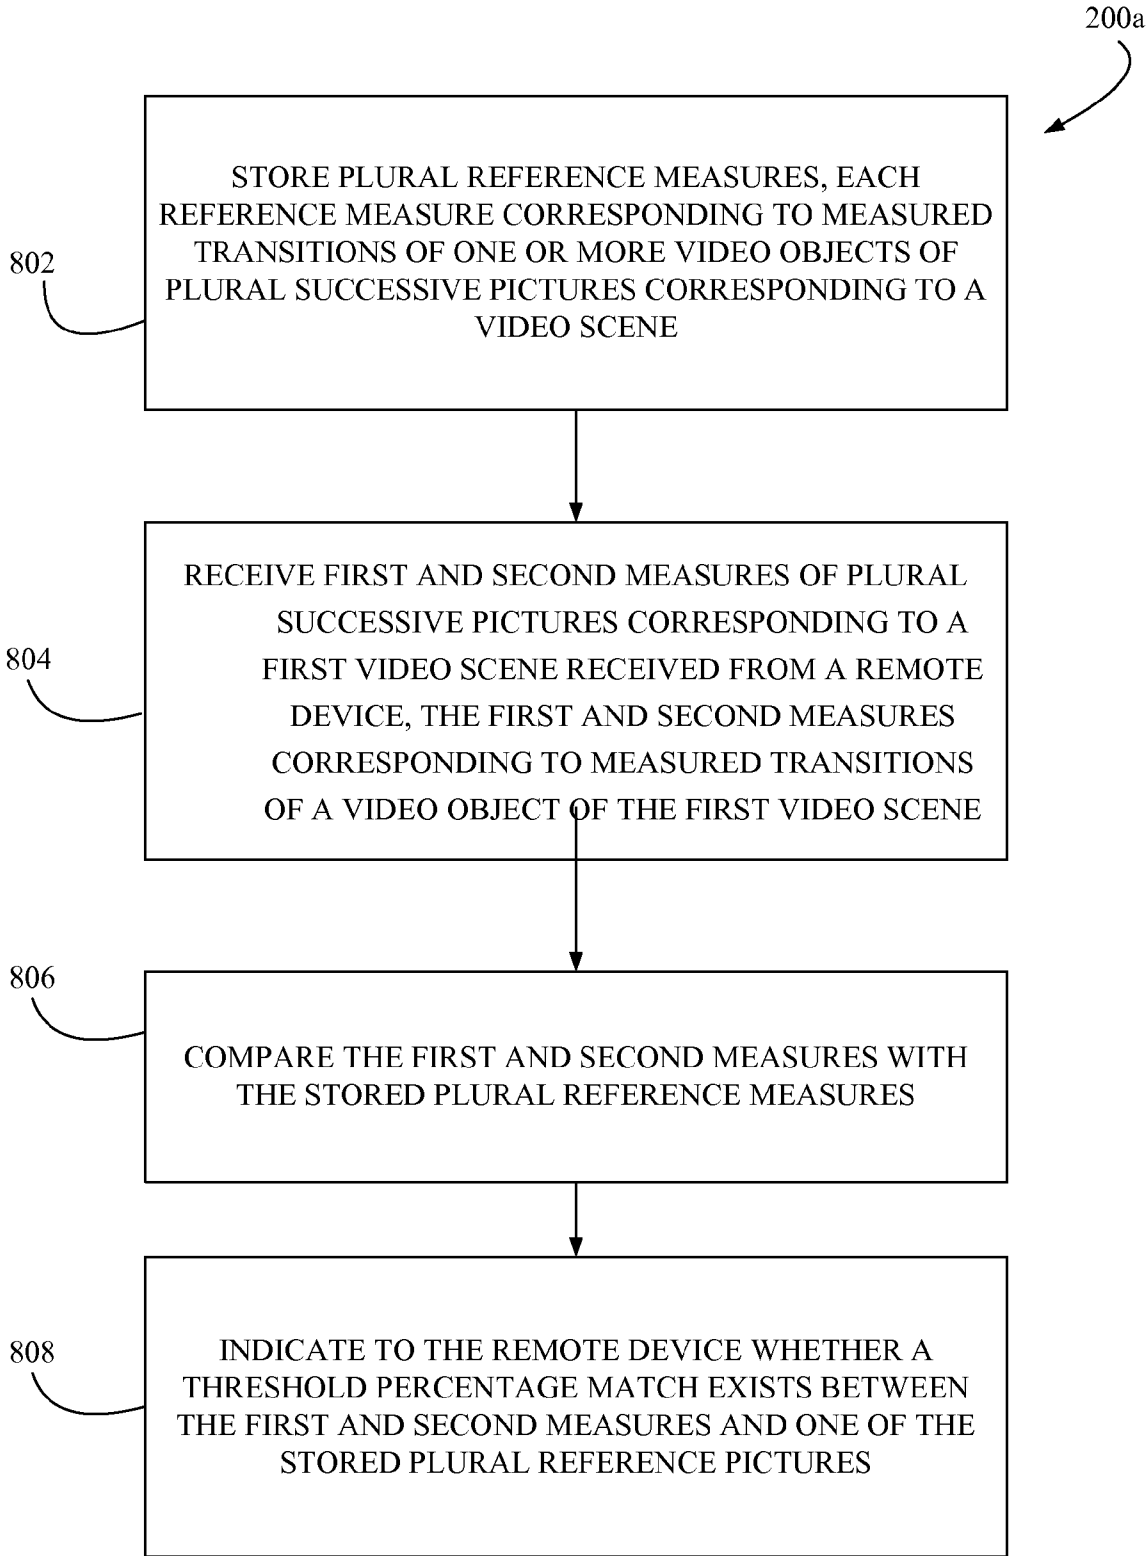 200a
802
STORE PLURAL REFERENCE MEASURES, EACH
REFERENCE MEASURE CORRESPONDING TO MEASURED
TRANSITIONS OF ONE OR MORE VIDEO OBJECTS OF
PLURAL SUCCESSIVE PICTURES CORRESPONDING TO A
VIDEO SCENE
804
RECEIVE FIRST AND SECOND MEASURES OF PLURAL
SUCCESSIVE PICTURES CORRESPONDING TO A
FIRST VIDEO SCENE RECEIVED FROM A REMOTE
DEVICE, THE FIRST AND SECOND MEASURES
CORRESPONDING TO MEASURED TRANSITIONS
OF A VIDEO OBJECT OF THE FIRST VIDEO SCENE
806
COMPARE THE FIRST AND SECOND MEASURES WITH
THE STORED PLURAL REFERENCE MEASURES
808
INDICATE TO THE REMOTE DEVICE WHETHER A
THRESHOLD PERCENTAGE MATCH EXISTS BETWEEN
THE FIRST AND SECOND MEASURES AND ONE OF THE
STORED PLURAL REFERENCE PICTURES